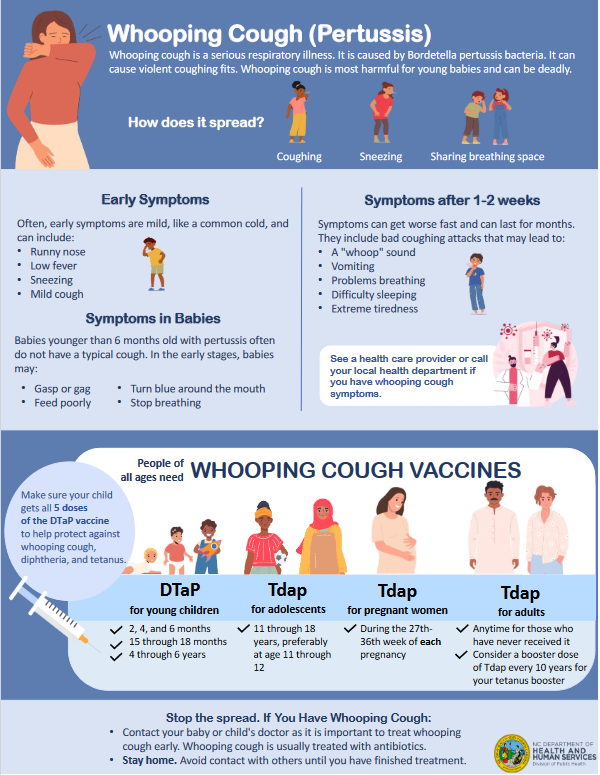 Whooping Cough (Pertussis)
Whooping cough is a serious respiratory illness. It is caused by Bordetella pertussis bacteria. It can
cause violent coughing fits. Whooping cough is most harmful for young babies and can be deadly.
How does it spread?
Coughing
Sneezing
Sharing breathing space
Early Symptoms
Often, early symptoms are mild, like a common cold, and
can include:
• Runny nose
• Low fever
• Sneezing
• Mild cough
Symptoms in Babies
Babies younger than 6 months old with pertussis often
do not have a typical cough. In the early stages, babies
may:
• Gasp or gag
• Feed poorly
• Turn blue around the mouth
• Stop breathing
Symptoms after 1-2 weeks
Symptoms can get worse fast and can last for months.
They include bad coughing attacks that may lead to:
• A "whoop" sound
• Vomiting
• Problems breathing
• Difficulty sleeping
• Extreme tiredness
See a health care provider or call
your local health department if
you have whooping cough
symptoms.
People of
all ages need
WHOOPING COUGH VACCINES
Make sure your child
gets all 5 doses
of the DTaP vaccine
to help protect against
whooping cough,
diphtheria, and tetanus.
DTaP
for young children
✓ 2, 4, and 6 months
✓ 15 through 18 months
✓ 4 through 6 years
Tdap
for adolescents
✓ 11 through 18
years, preferably
at age 11 through
12
Tdap
for pregnant women
✓ During the 27th-
36th week of each
pregnancy
Tdap
for adults
✓ Anytime for those who
have never received it
✓ Consider a booster dose
of Tdap every 10 years for
your tetanus booster
Stop the spread. If You Have Whooping Cough:
• Contact your baby or child's doctor as it is important to treat whooping
cough early. Whooping cough is usually treated with antibiotics.
• Stay home. Avoid contact with others until you have finished treatment.
NC DEPARTMENT OF
HEALTH AND
HUMAN SERVICES
Division of Public Health